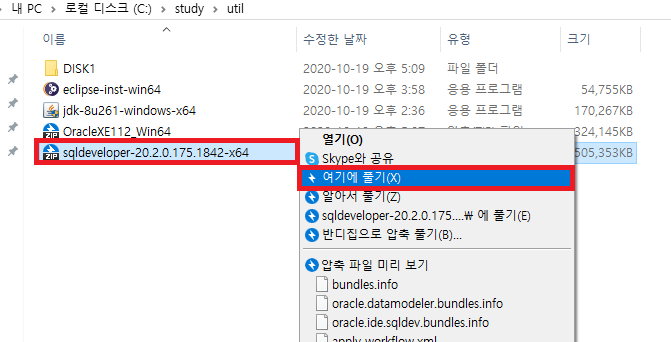 내 PC > 로컬 디스크 (C:) > study > util
이름 수정한 날짜 유형 크기
DISK1 2020-10-19 오후 5:09 파일 폴더
eclipse-inst-win64 2020-10-19 오후 3:58 응용 프로그램 54,755KB
jdk-8u261-windows-x64 2020-10-19 오후 2:36 응용 프로그램 170,267KB
ZIP OracleXE112_Win64 324,145KB
ZIP sqldeveloper-20.2.0.175.1842-x64 505,353KB
열기(O)
Skype와 공유
여기에 풀기(X)
알아서 풀기(Z)
sqldeveloper-20.2.0.175....₩ 에 풀기(E)
반디집으로 압축 풀기(B)...
압축 파일 미리 보기
bundles.info
oracle.datamodeler.bundles.info
oracle.ide.sqldev.bundles.info
apply-workflow.xml